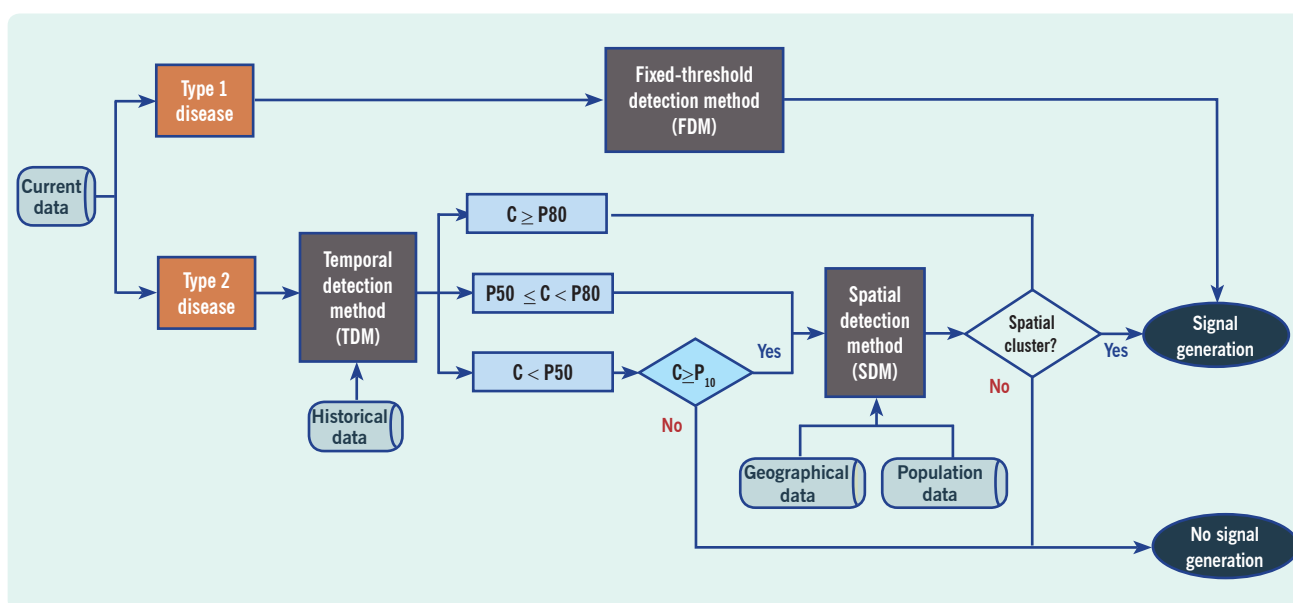 Type 1
disease
Fixed-threshold
detection method
(FDM)
Current
data
C ≥ P80
Type 2
disease
Temporal
detection
method
(TDM)
P50 ≤ C < P80
Spatial
detection
method
(SDM)
Spatial
cluster?
Yes
Signal
generation
C < P50
C≥P10
Yes
No
No
Historical
data
Geographical
data
Population
data
No signal
generation